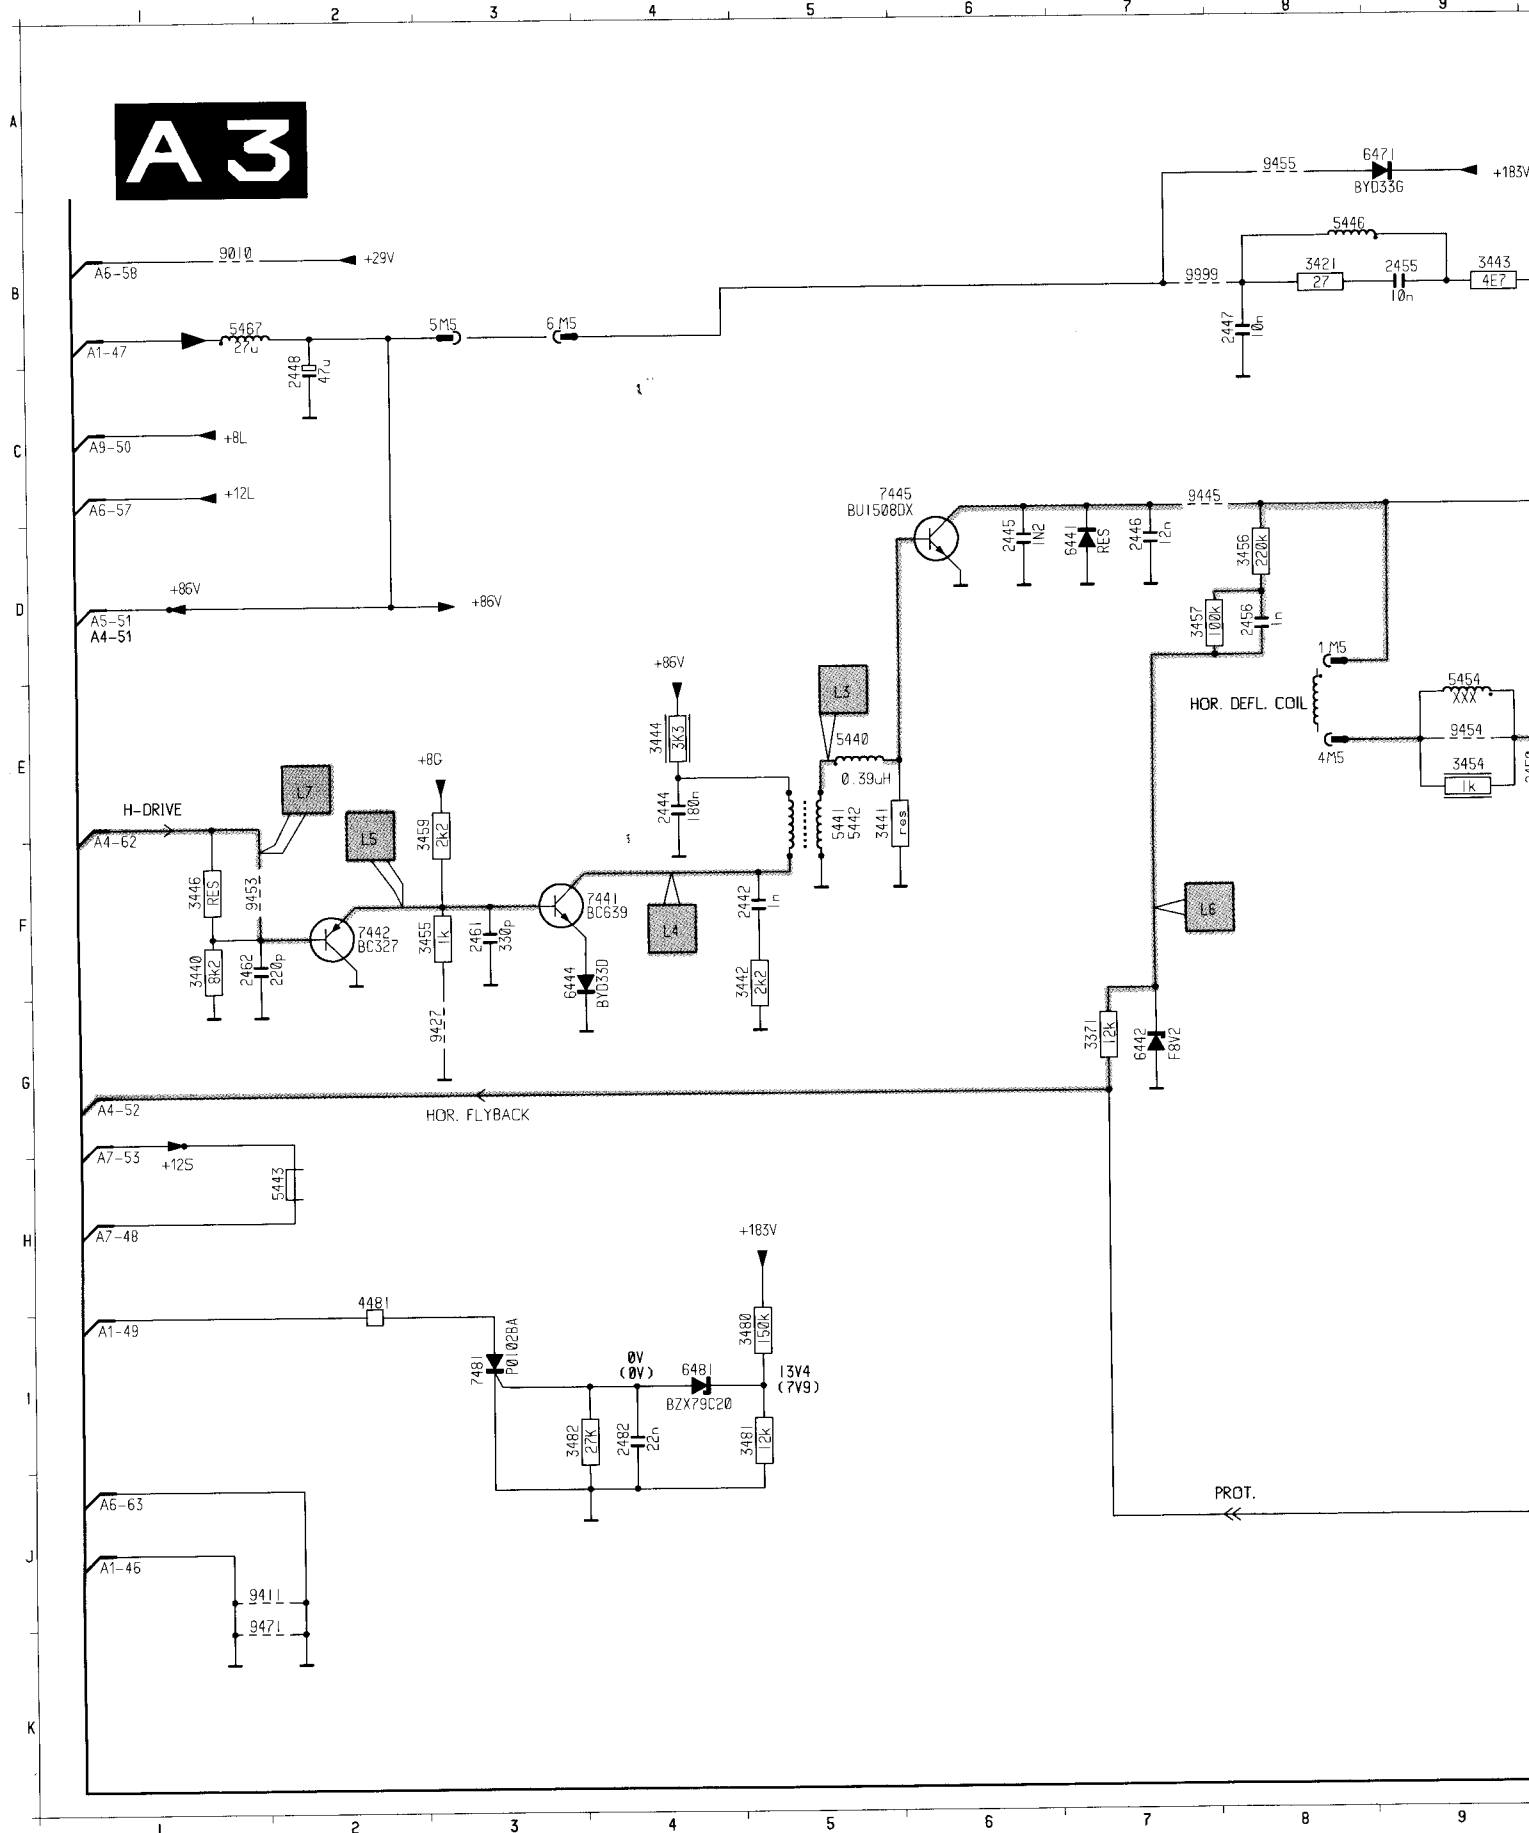 1 2 3 4 5 6 7 8 9
A
A3
9455
6471
BYD33G
+183V
5446
9010
+29V
A6-58
B
9999
3421
27
2455
10n
3443
4E7
2447
10n
A1-47
5467
27u
2448
47u
5M5
6M5
C
A9-50
+8L
A6-57
+12L
7445
BU1508DX
2445
1N2
6441
RES
2446
12n
9445
3456
220k
D
+86V
A5-51
A4-51
+86V
3457
100k
2456
1n
1M5
+86V
L3
5440
0.39uH
3444
3K3
HOR. DEFL. COIL
4M5
5454
XXX
9454
3454
1k
E
+8G
L7
H-DRIVE
A4-62
L5
3459
2k2
2444
180n
5441
5442
3441
res
F
3446
RES
9453
7442
BC327
3455
1k
2461
330p
7441
BC639
L4
2442
1n
L6
3440
8k2
2462
220p
6444
BYD33D
3442
2k2
9427
3371
12k
6442
F8V2
G
A4-52
HOR. FLYBACK
A7-53
+12S
5443
H
A7-48
+183V
A1-49
4481
7481
P0102BA
3480
150k
0V
(0V)
6481
BZX79C20
13V4
(7V9)
I
3482
27K
2482
22n
3481
12k
A6-63
PROT.
J
A1-46
9411
9471
K
1 2 3 4 5 6 7 8 9